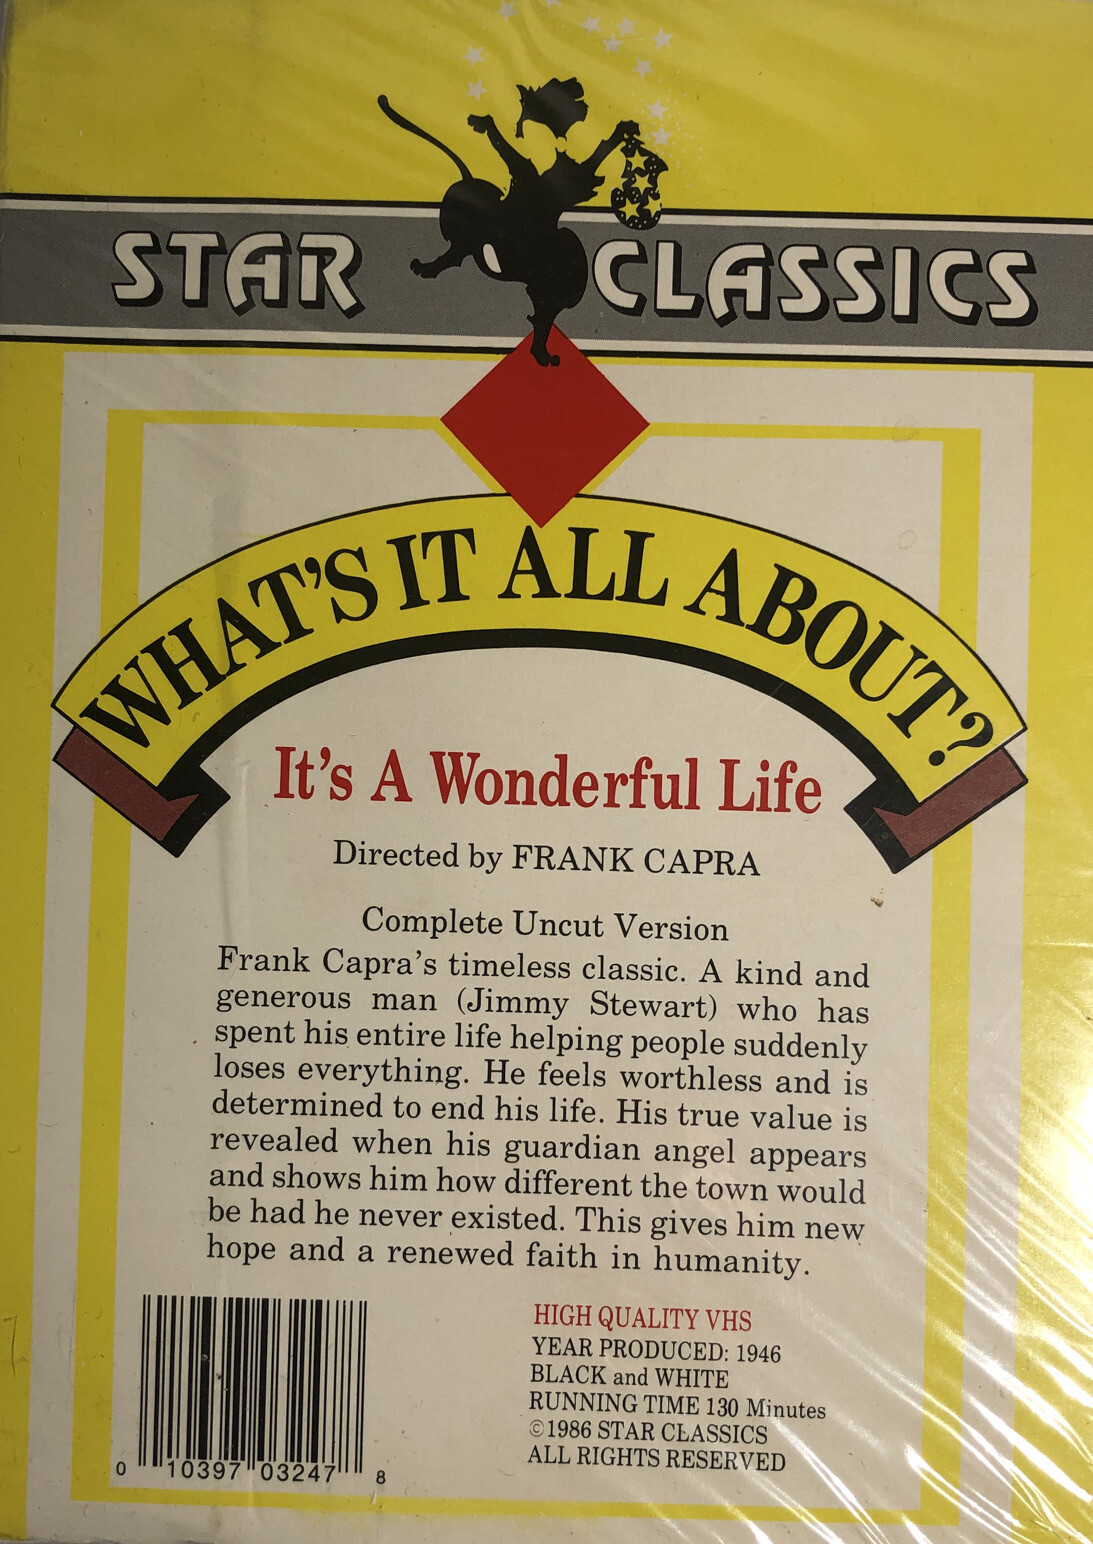 STAR CLASSICS
WHAT'S IT ALL ABOUT?
It's A Wonderful Life
Directed by FRANK CAPRA
Complete Uncut Version
Frank Capra's timeless classic. A kind and
generous man (Jimmy Stewart) who has
spent his entire life helping people suddenly
loses everything. He feels worthless and is
determined to end his life. His true value is
revealed when his guardian angel appears
and shows him how different the town would
be had he never existed. This gives him new
hope and a renewed faith in humanity.
HIGH QUALITY VHS
YEAR PRODUCED: 1946
BLACK and WHITE
RUNNING TIME 130 Minutes
©1986 STAR CLASSICS
ALL RIGHTS RESERVED
0 10397 03247 8